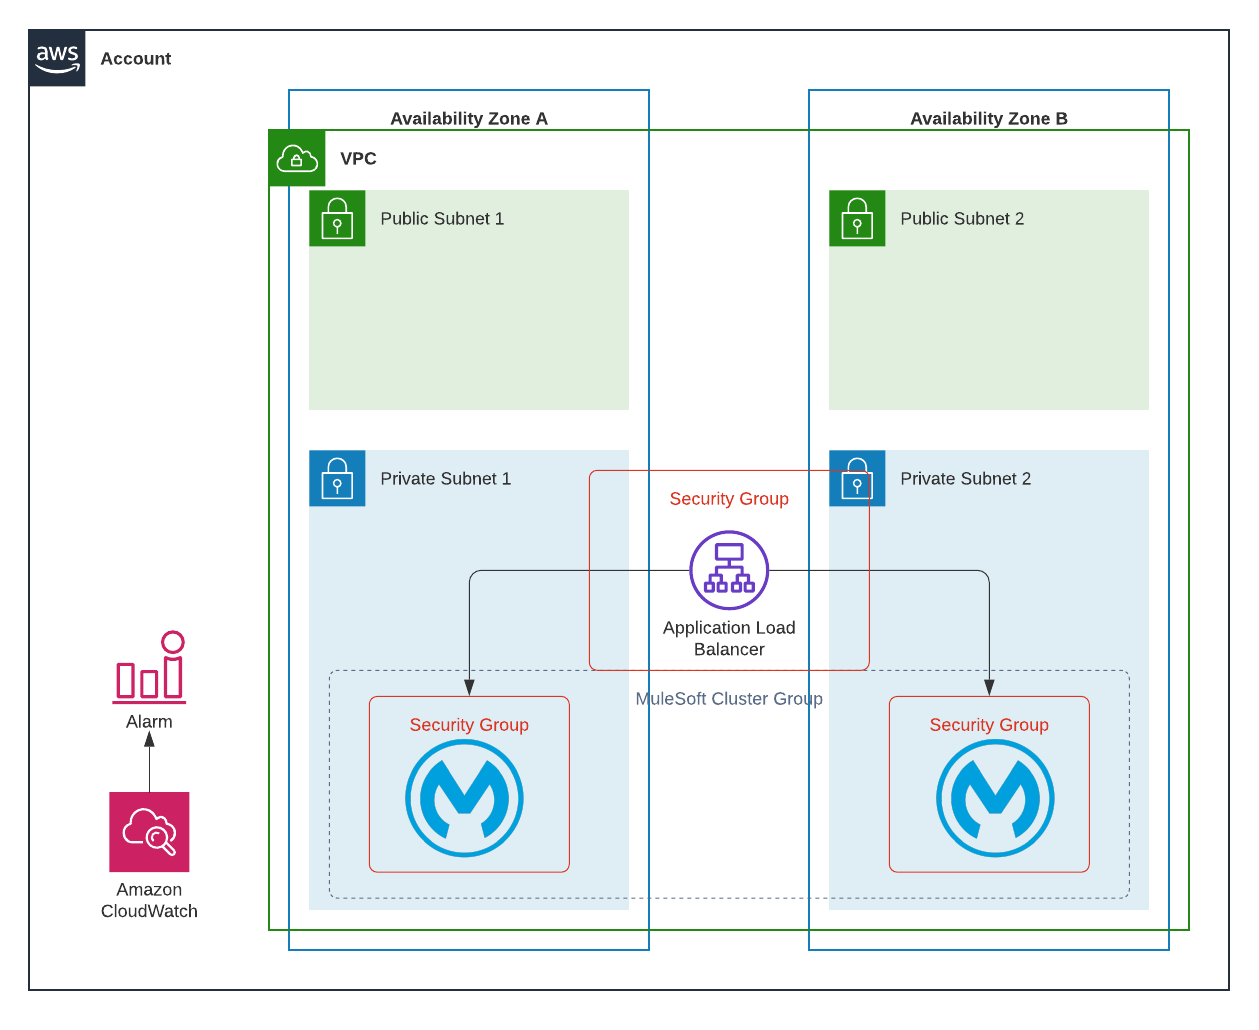 aws
Account
Availability Zone A
Availability Zone B
VPC
Public Subnet 1
Public Subnet 2
Private Subnet 1
Private Subnet 2
Security Group
Application Load
Balancer
MuleSoft Cluster Group
Security Group
Security Group
Alarm
Amazon
CloudWatch